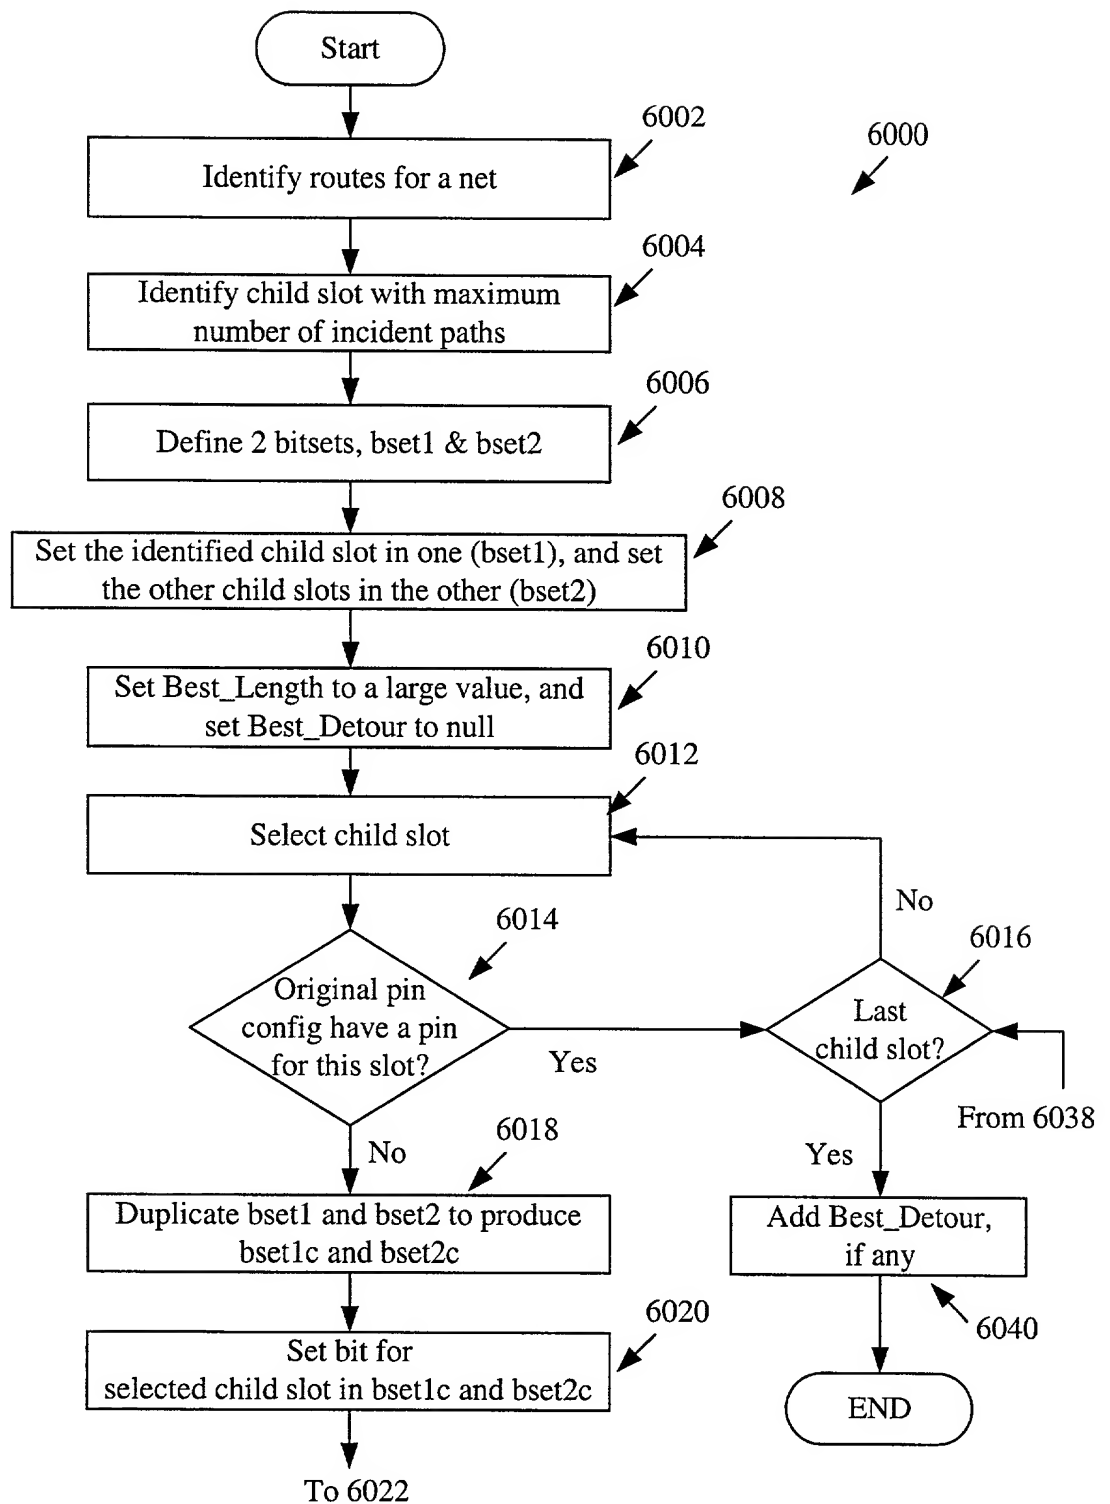 Start
6002
6000
Identify routes for a net
6004
Identify child slot with maximum
number of incident paths
6006
Define 2 bitsets, bset1 & bset2
6008
Set the identified child slot in one (bset1), and set
the other child slots in the other (bset2)
6010
Set Best_Length to a large value, and
set Best_Detour to null
6012
Select child slot
No
6014
6016
Original pin
config have a pin
for this slot?
Yes
Last
child slot?
From 6038
No
6018
Yes
Duplicate bset1 and bset2 to produce
bset1c and bset2c
Add Best_Detour,
if any
6020
6040
Set bit for
selected child slot in bset1c and bset2c
END
To 6022